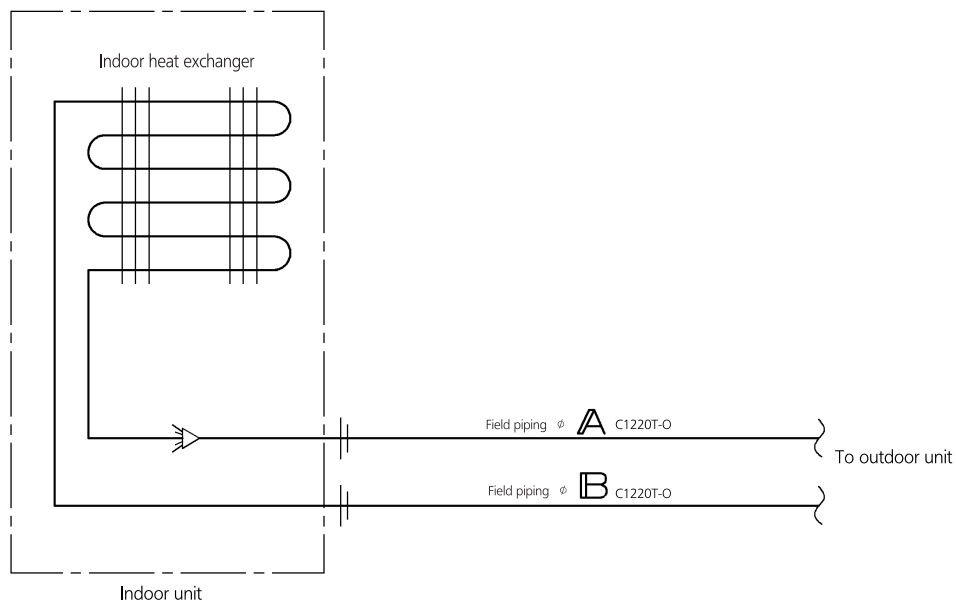 Indoor heat exchanger
Field piping ϕ A C1220T-O
To outdoor unit
Field piping ϕ B C1220T-O
Indoor unit